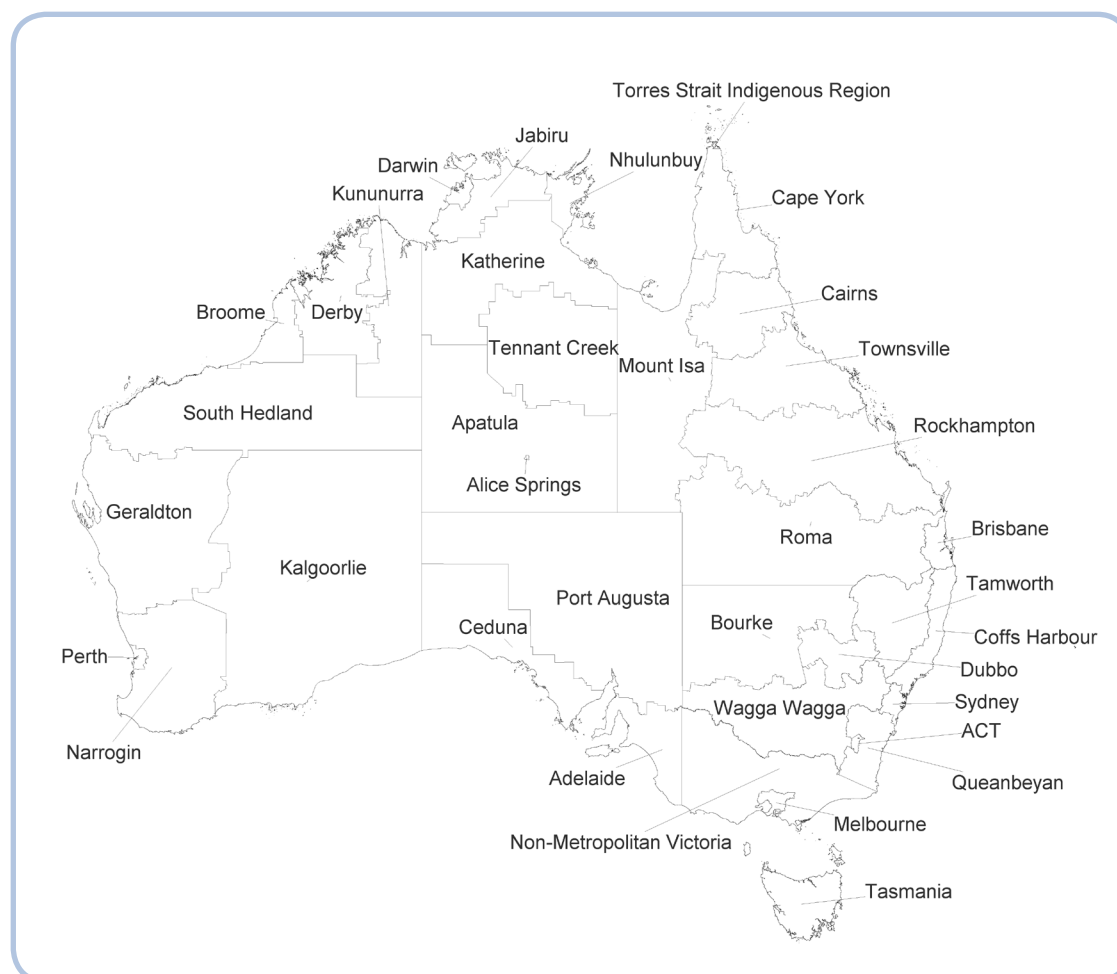 Torres Strait Indigenous Region
Jabiru
Darwin
Nhulunbuy
Kununurra
Cape York
Katherine
Cairns
Broome
Derby
Tennant Creek
Townsville
Mount Isa
South Hedland
Apatula
Rockhampton
Alice Springs
Geraldton
Brisbane
Roma
Kalgoorlie
Tamworth
Port Augusta
Bourke
Ceduna
Coffs Harbour
Perth
Dubbo
Sydney
Wagga Wagga
ACT
Narrogin
Adelaide
Queanbeyan
Melbourne
Non-Metropolitan Victoria
Tasmania